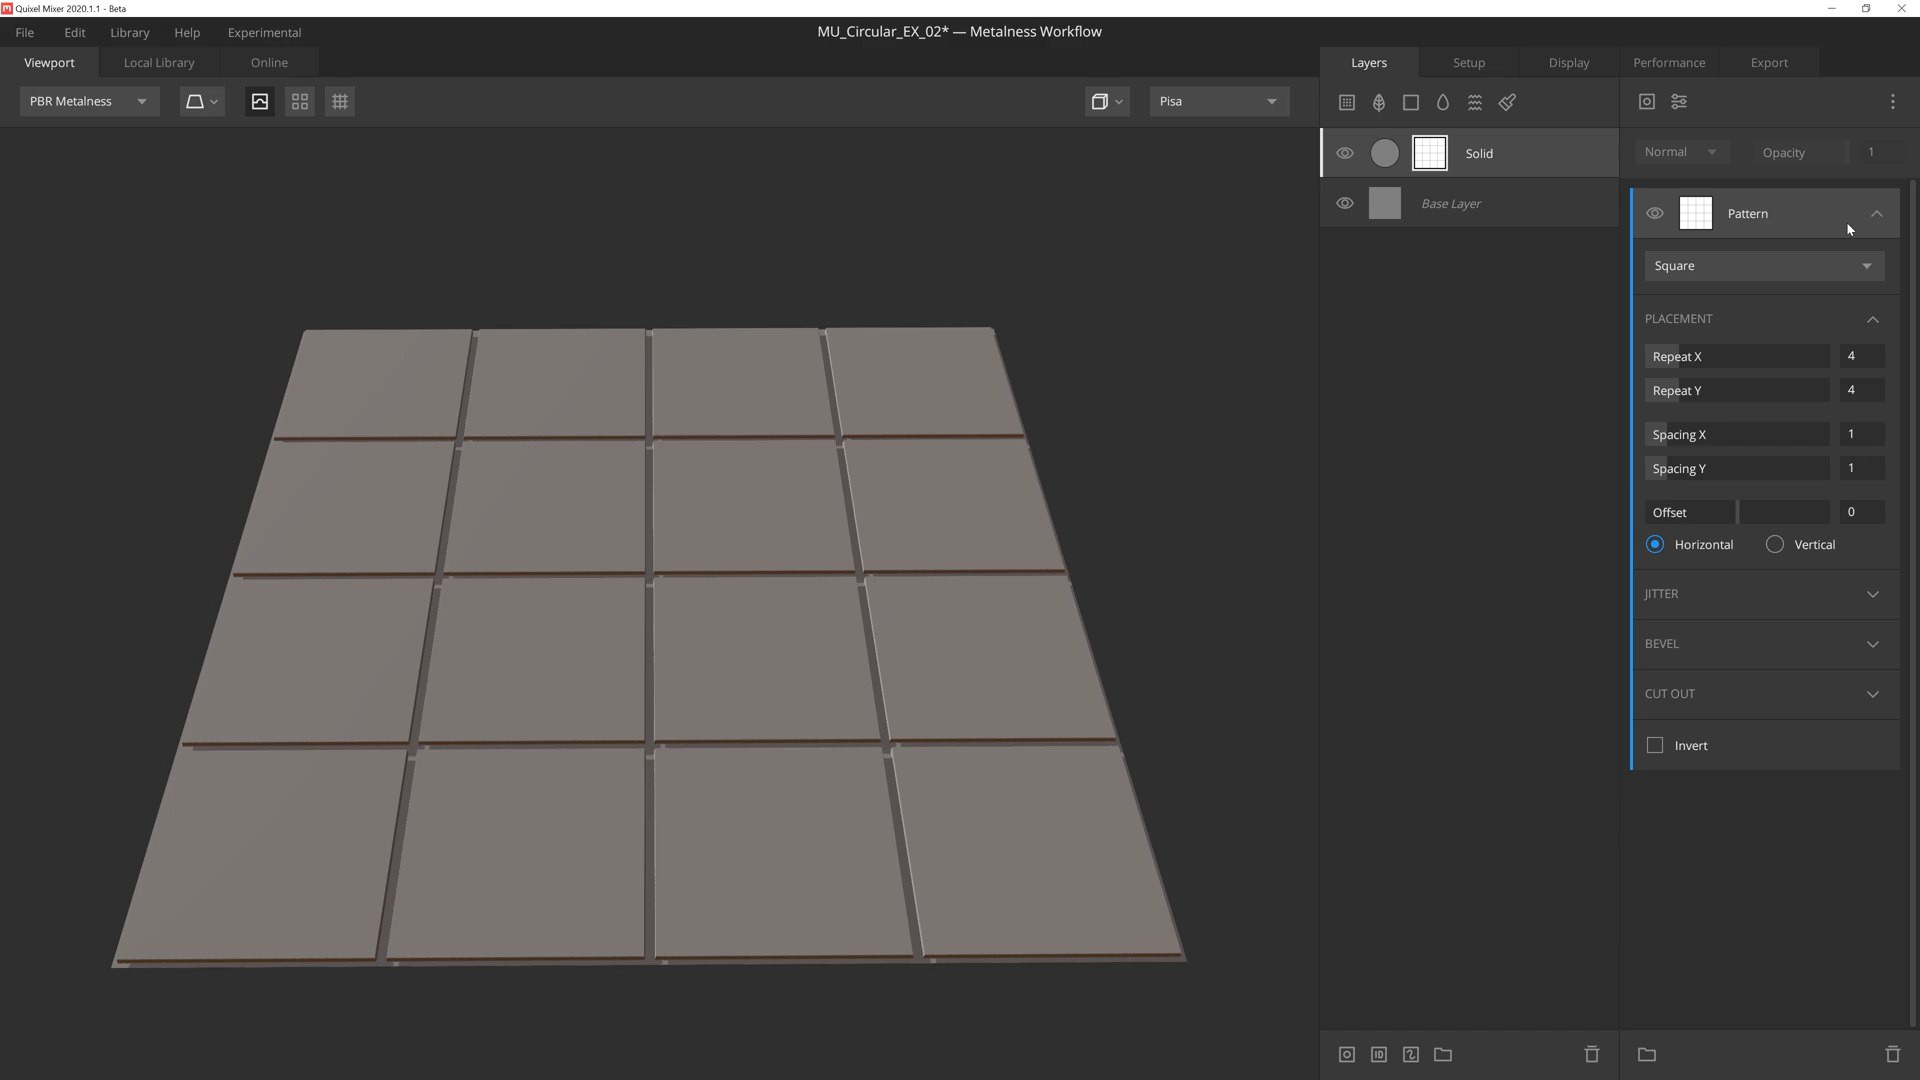 Quixel Mixer 2020.1.1 - Beta
File Edit Library Help Experimental
MU_Circular_EX_02* — Metalness Workflow
Viewport Local Library Online
Layers Setup Display Performance Export
PBR Metalness
Pisa
Solid
Base Layer
Normal Opacity 1
Pattern
Square
PLACEMENT
Repeat X 4
Repeat Y 4
Spacing X 1
Spacing Y 1
Offset 0
Horizontal Vertical
JITTER
BEVEL
CUT OUT
Invert
ID